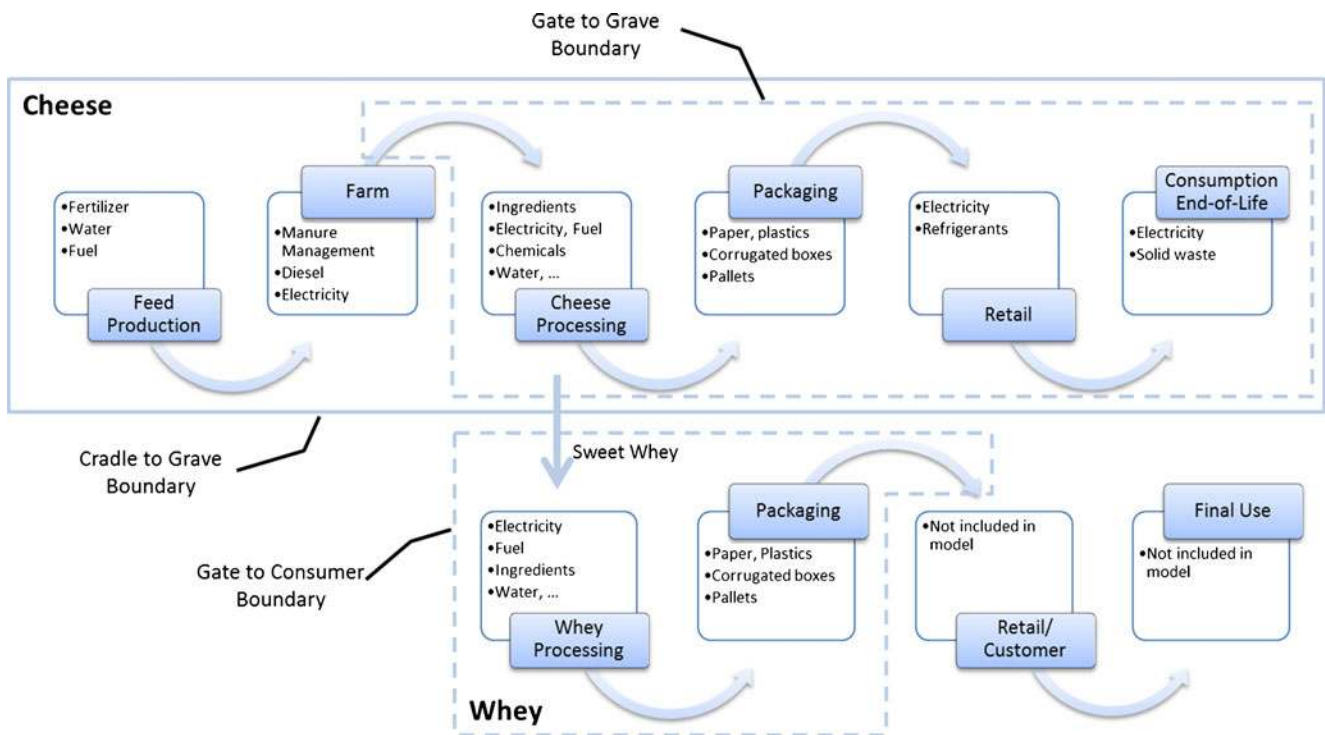 Gate to Grave
Boundary
Cheese
Farm
Packaging
Consumption
End-of-Life
•Fertilizer
•Water
•Fuel
Feed
Production
•Manure
Management
•Diesel
•Electricity
•Ingredients
•Electricity, Fuel
•Chemicals
•Water, ...
Cheese
Processing
•Paper, plastics
•Corrugated boxes
•Pallets
•Electricity
•Refrigerants
Retail
•Electricity
•Solid waste
Cradle to Grave
Boundary
Sweet Whey
Gate to Consumer
Boundary
•Electricity
•Fuel
•Ingredients
•Water, ...
Whey
Processing
Packaging
•Paper, Plastics
•Corrugated boxes
•Pallets
•Not included in
model
Retail/
Customer
Final Use
•Not included in
model
Whey